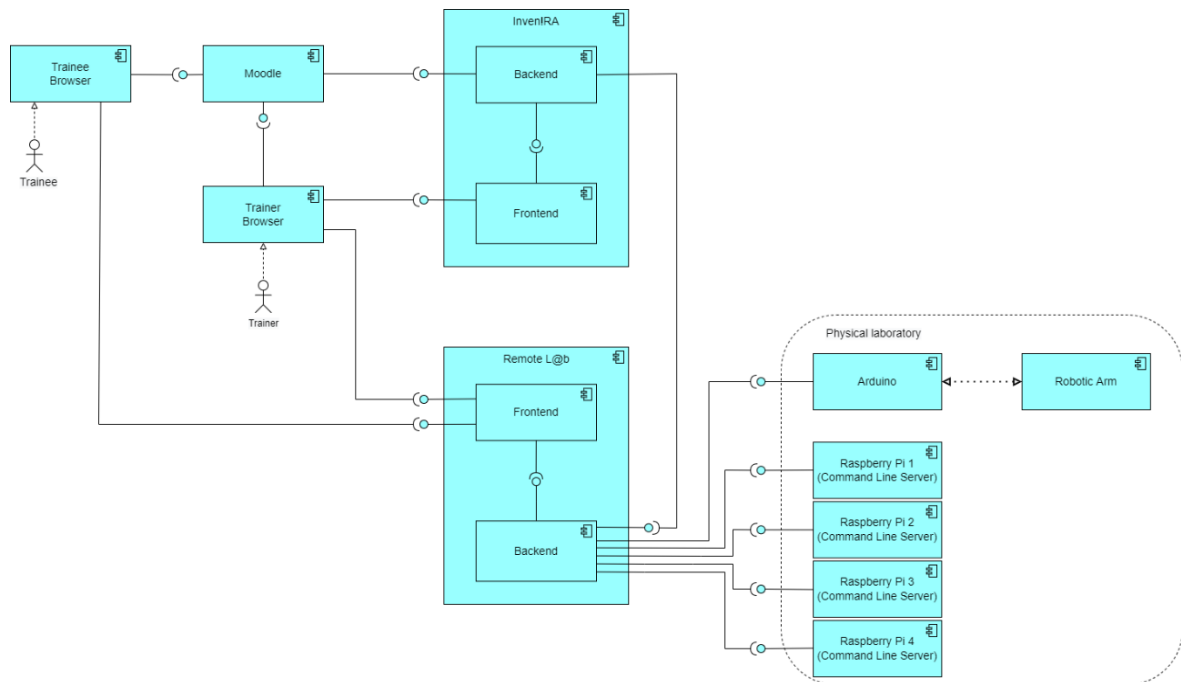 InvenIRA
Trainee
Browser
Moodle
Backend
Trainee
Trainer
Browser
Frontend
Trainer
Remote L@b
Physical laboratory
Arduino
Robotic Arm
Frontend
Raspberry Pi 1
(Command Line Server)
Raspberry Pi 2
(Command Line Server)
Backend
Raspberry Pi 3
(Command Line Server)
Raspberry Pi 4
(Command Line Server)